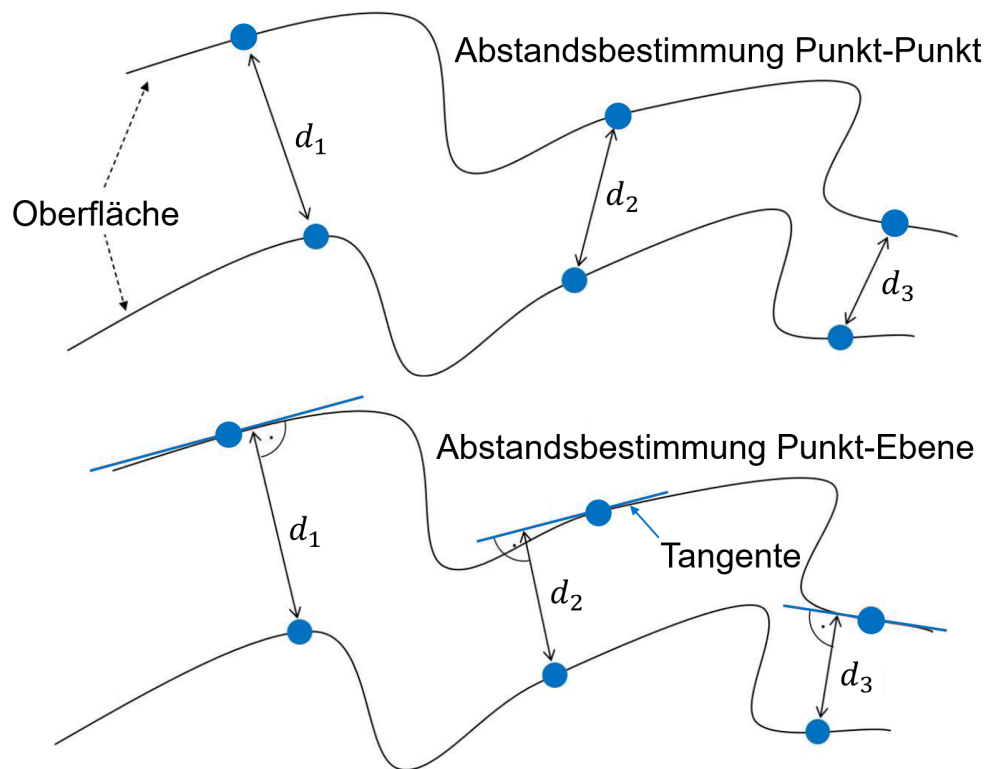 Abstandsbestimmung Punkt-Punkt
d₁
d₂
Oberfläche
d₃
Abstandsbestimmung Punkt-Ebene
d₁
Tangente
d₂
d₃